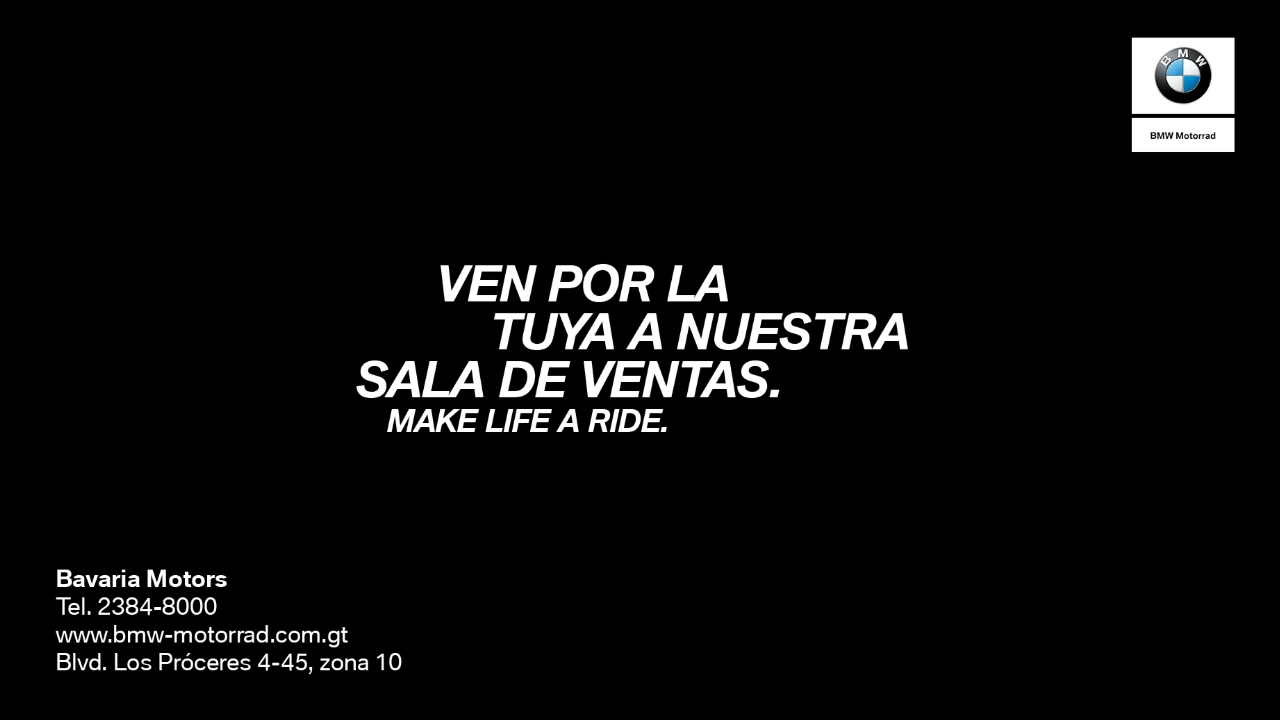 BMW
BMW Motorrad
VEN POR LA
TUYA A NUESTRA
SALA DE VENTAS.
MAKE LIFE A RIDE.
Bavaria Motors
Tel. 2384-8000
www.bmw-motorrad.com.gt
Blvd. Los Próceres 4-45, zona 10